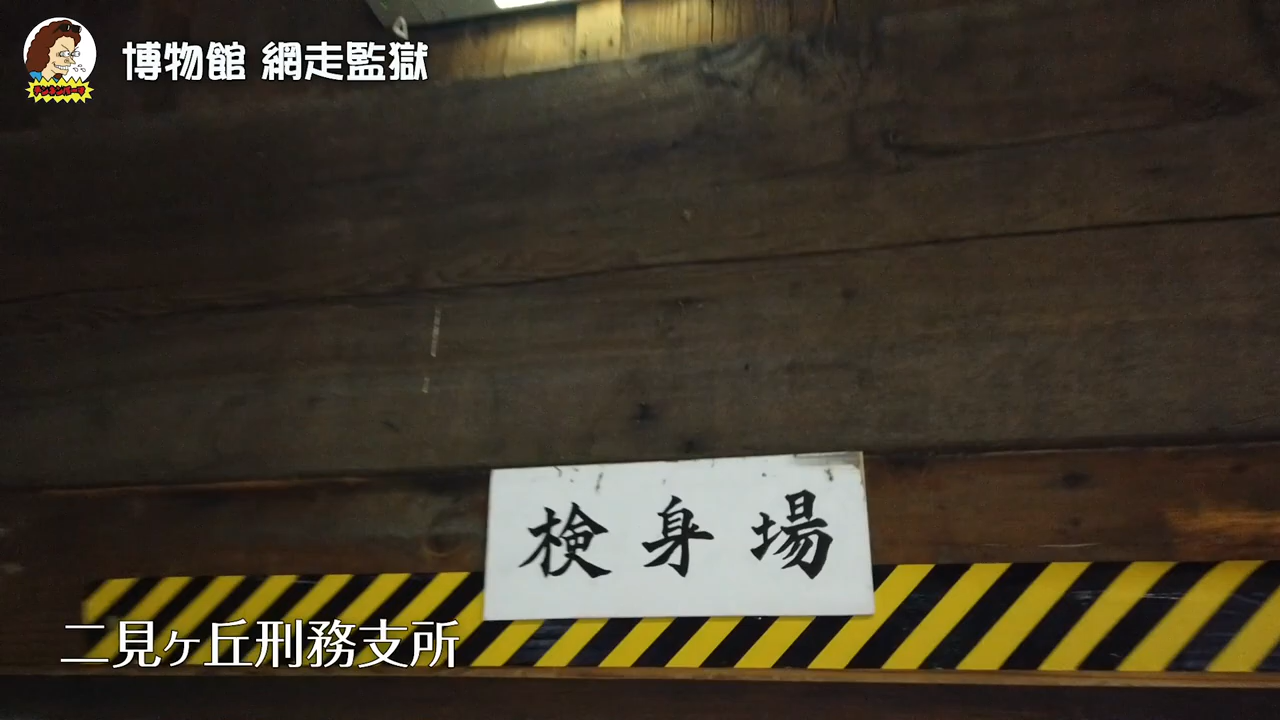 博物館 網走監獄
検身場
二見ヶ丘刑務支所